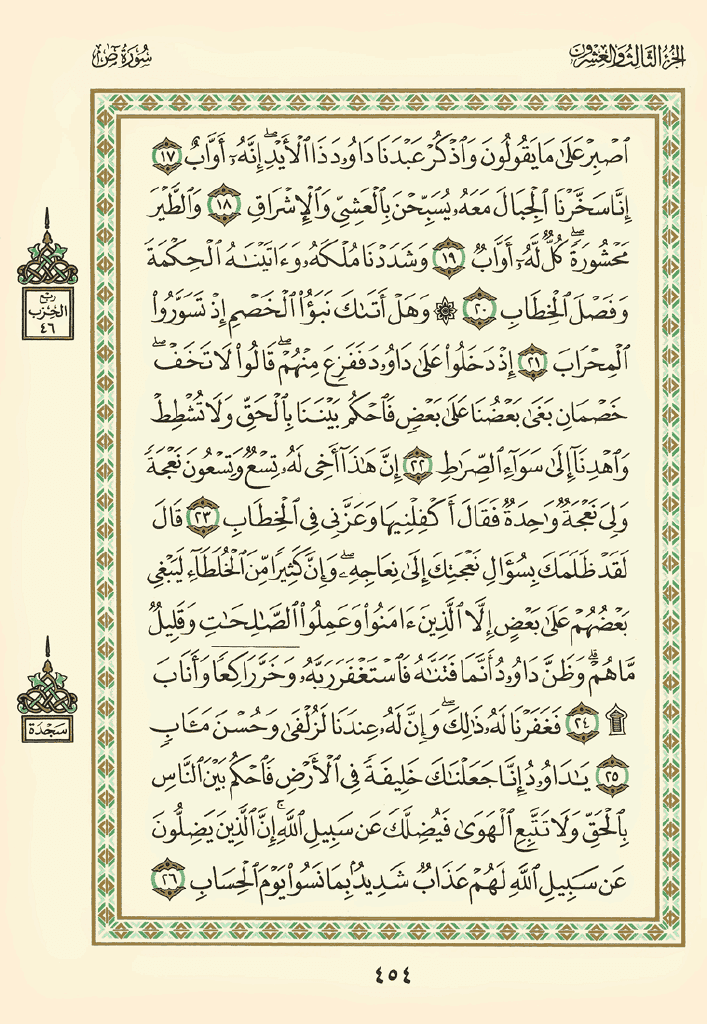 الجزء الثالث والعشرون
سورة ص
ٱصۡبِرۡ عَلَىٰ مَا يَقُولُونَ وَٱذۡكُرۡ عَبۡدَنَا دَاوُۥدَ ذَا ٱلۡأَيۡدِۖ إِنَّهُۥٓ أَوَّابٌ ١٧
إِنَّا سَخَّرۡنَا ٱلۡجِبَالَ مَعَهُۥ يُسَبِّحۡنَ بِٱلۡعَشِيِّ وَٱلۡإِشۡرَاقِ ١٨ وَٱلطَّيۡرَ
مَحۡشُورَةٗۖ كُلّٞ لَّهُۥٓ أَوَّابٞ ١٩ وَشَدَدۡنَا مُلۡكَهُۥ وَءَاتَيۡنَٰهُ ٱلۡحِكۡمَةَ
وَفَصۡلَ ٱلۡخِطَابِ ٢٠ ۞ وَهَلۡ أَتَىٰكَ نَبَؤُاْ ٱلۡخَصۡمِ إِذۡ تَسَوَّرُواْ
ٱلۡمِحۡرَابَ ٢١ إِذۡ دَخَلُواْ عَلَىٰ دَاوُۥدَ فَفَزِعَ مِنۡهُمۡۖ قَالُواْ لَا تَخَفۡۖ
خَصۡمَانِ بَغَىٰ بَعۡضُنَا عَلَىٰ بَعۡضٖ فَٱحۡكُم بَيۡنَنَا بِٱلۡحَقِّ وَلَا تُشۡطِطۡ
وَٱهۡدِنَآ إِلَىٰ سَوَآءِ ٱلصِّرَٰطِ ٢٢ إِنَّ هَٰذَآ أَخِي لَهُۥ تِسۡعٞ وَتِسۡعُونَ نَعۡجَةٗ
وَلِيَ نَعۡجَةٞ وَٰحِدَةٞ فَقَالَ أَكۡفِلۡنِيهَا وَعَزَّنِي فِي ٱلۡخِطَابِ ٢٣ قَالَ
لَقَدۡ ظَلَمَكَ بِسُؤَالِ نَعۡجَتِكَ إِلَىٰ نِعَاجِهِۦۖ وَإِنَّ كَثِيرٗا مِّنَ ٱلۡخُلَطَآءِ لَيَبۡغِي
بَعۡضُهُمۡ عَلَىٰ بَعۡضٍ إِلَّا ٱلَّذِينَ ءَامَنُواْ وَعَمِلُواْ ٱلصَّٰلِحَٰتِ وَقَلِيلٞ
مَّا هُمۡۗ وَظَنَّ دَاوُۥدُ أَنَّمَا فَتَنَّٰهُ فَٱسۡتَغۡفَرَ رَبَّهُۥ وَخَرَّۤ رَاكِعٗاۤ وَأَنَابَ
۩ ٢٤ فَغَفَرۡنَا لَهُۥ ذَٰلِكَۖ وَإِنَّ لَهُۥ عِندَنَا لَزُلۡفَىٰ وَحُسۡنَ مَـَٔابٖ
٢٥ يَٰدَاوُۥدُ إِنَّا جَعَلۡنَٰكَ خَلِيفَةٗ فِي ٱلۡأَرۡضِ فَٱحۡكُم بَيۡنَ ٱلنَّاسِ
بِٱلۡحَقِّ وَلَا تَتَّبِعِ ٱلۡهَوَىٰ فَيُضِلَّكَ عَن سَبِيلِ ٱللَّهِۚ إِنَّ ٱلَّذِينَ يَضِلُّونَ
عَن سَبِيلِ ٱللَّهِ لَهُمۡ عَذَابٞ شَدِيدُۢ بِمَا نَسُواْ يَوۡمَ ٱلۡحِسَابِ ٢٦
ربع
الحزب
٤٦
سجدة
٤٥٤